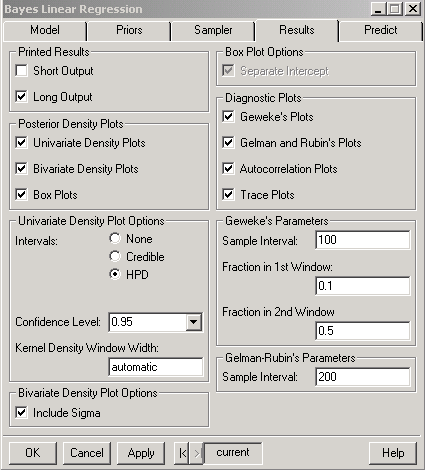 Bayes Linear Regression
Model Priors Sampler Results Predict
Printed Results
Short Output
Long Output
Posterior Density Plots
Univariate Density Plots
Bivariate Density Plots
Box Plots
Univariate Density Plot Options
Intervals:
None
Credible
HPD
Confidence Level: 0.95
Kernel Density Window Width:
automatic
Bivariate Density Plot Options
Include Sigma
Box Plot Options
Separate Intercept
Diagnostic Plots
Geweke's Plots
Gelman and Rubin's Plots
Autocorrelation Plots
Trace Plots
Geweke's Parameters
Sample Interval: 100
Fraction in 1st Window:
0.1
Fraction in 2nd Window
0.5
Gelman-Rubin's Parameters
Sample Interval: 200
OK Cancel Apply current Help